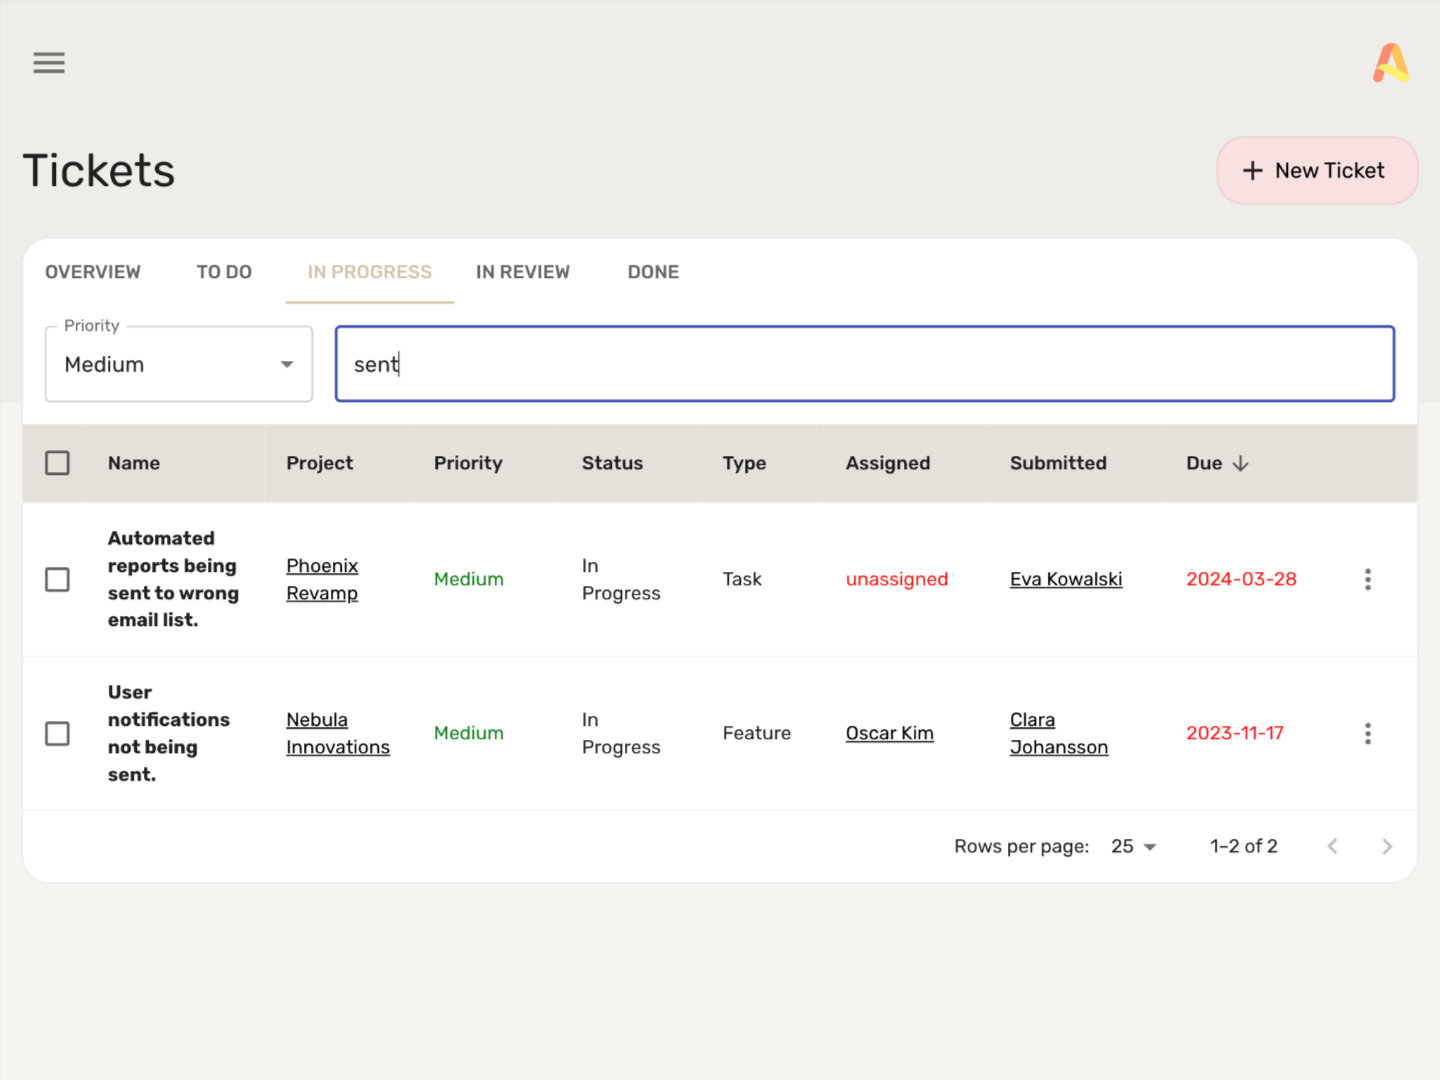 Tickets
+ New Ticket
OVERVIEW TO DO IN PROGRESS IN REVIEW DONE
Priority
Medium
sent
Name Project Priority Status Type Assigned Submitted Due
Automated
reports being
sent to wrong
email list.
Phoenix
Revamp
Medium
In
Progress
Task
unassigned
Eva Kowalski
2024-03-28
User
notifications
not being
sent.
Nebula
Innovations
Medium
In
Progress
Feature
Oscar Kim
Clara
Johansson
2023-11-17
Rows per page: 25 1–2 of 2